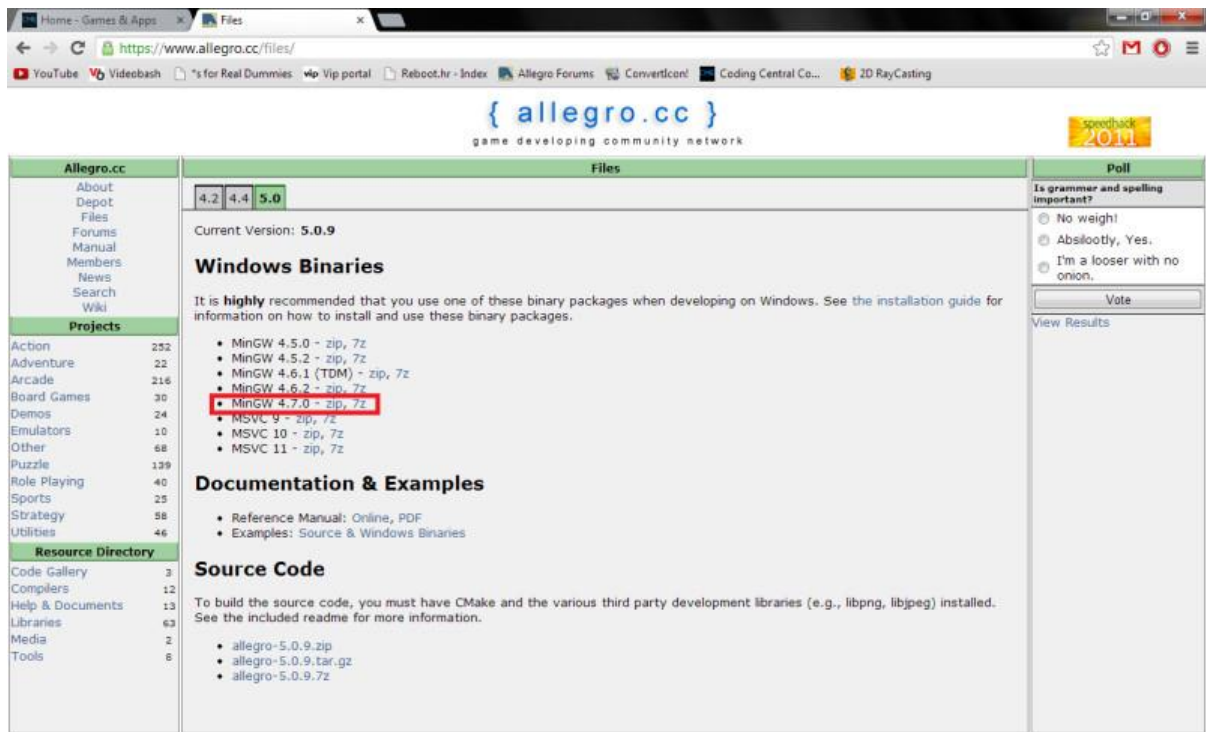 Home - Games & Apps
Files
https://www.allegro.cc/files/
YouTube Videobash *s for Real Dummies vip Vip portal Reboot.hr - Index Allegro Forums ConvertIcon! Coding Central Co... 2D RayCasting
{ allegro.cc }
game developing community network
speedhack
2011
Allegro.cc
About
Depot
Files
Forums
Manual
Members
News
Search
Wiki
Projects
Action 252
Adventure 22
Arcade 216
Board Games 30
Demos 24
Emulators 10
Other 68
Puzzle 139
Role Playing 40
Sports 25
Strategy 58
Utilities 46
Resource Directory
Code Gallery 3
Compilers 12
Help & Documents 13
Libraries 63
Media 2
Tools 8
Files
4.2 4.4 5.0
Current Version: 5.0.9
Windows Binaries
It is highly recommended that you use one of these binary packages when developing on Windows. See the installation guide for
information on how to install and use these binary packages.
• MinGW 4.5.0 - zip, 7z
• MinGW 4.5.2 - zip, 7z
• MinGW 4.6.1 (TDM) - zip, 7z
• MinGW 4.6.2 - zip, 7z
• MinGW 4.7.0 - zip, 7z
• MSVC 9 - zip, 7z
• MSVC 10 - zip, 7z
• MSVC 11 - zip, 7z
Documentation & Examples
• Reference Manual: Online, PDF
• Examples: Source & Windows Binaries
Source Code
To build the source code, you must have CMake and the various third party development libraries (e.g., libpng, libjpeg) installed.
See the included readme for more information.
• allegro-5.0.9.zip
• allegro-5.0.9.tar.gz
• allegro-5.0.9.7z
Poll
Is grammer and spelling
important?
No weigh!
Absilootly, Yes.
I'm a looser with no
onion.
Vote
View Results